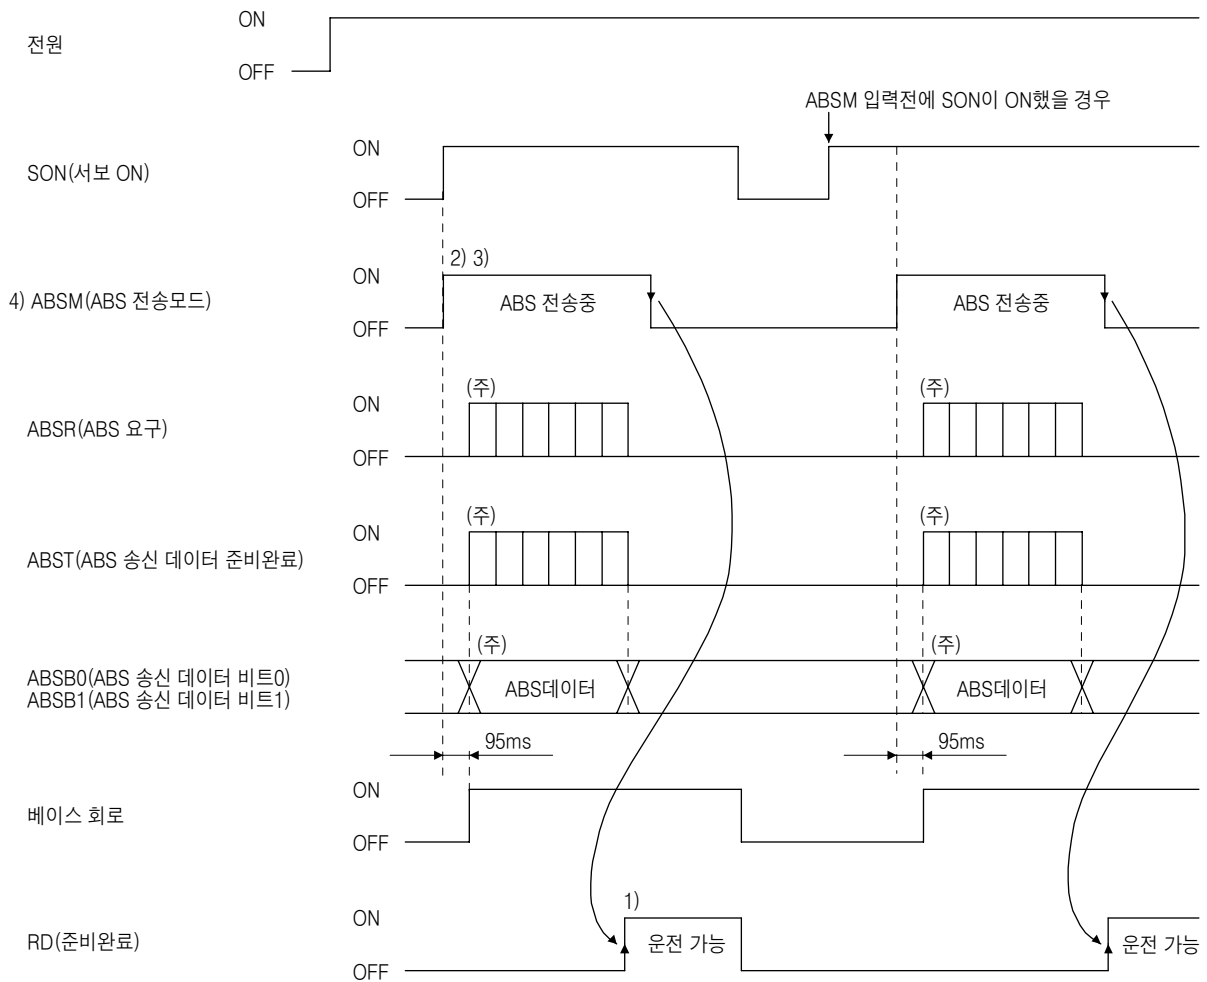 ON
전원
OFF
ABSM 입력전에 SON이 ON했을 경우
ON
SON(서보 ON)
OFF
2) 3)
ON
4) ABSM(ABS 전송모드)
ABS 전송중
ABS 전송중
OFF
(주)
(주)
ON
ABSR(ABS 요구)
OFF
(주)
(주)
ON
ABST(ABS 송신 데이터 준비완료)
OFF
(주)
(주)
ABSB0(ABS 송신 데이터 비트0)
ABSB1(ABS 송신 데이터 비트1)
ABS데이터
ABS데이터
95ms
95ms
ON
베이스 회로
OFF
1)
ON
RD(준비완료)
운전 가능
운전 가능
OFF